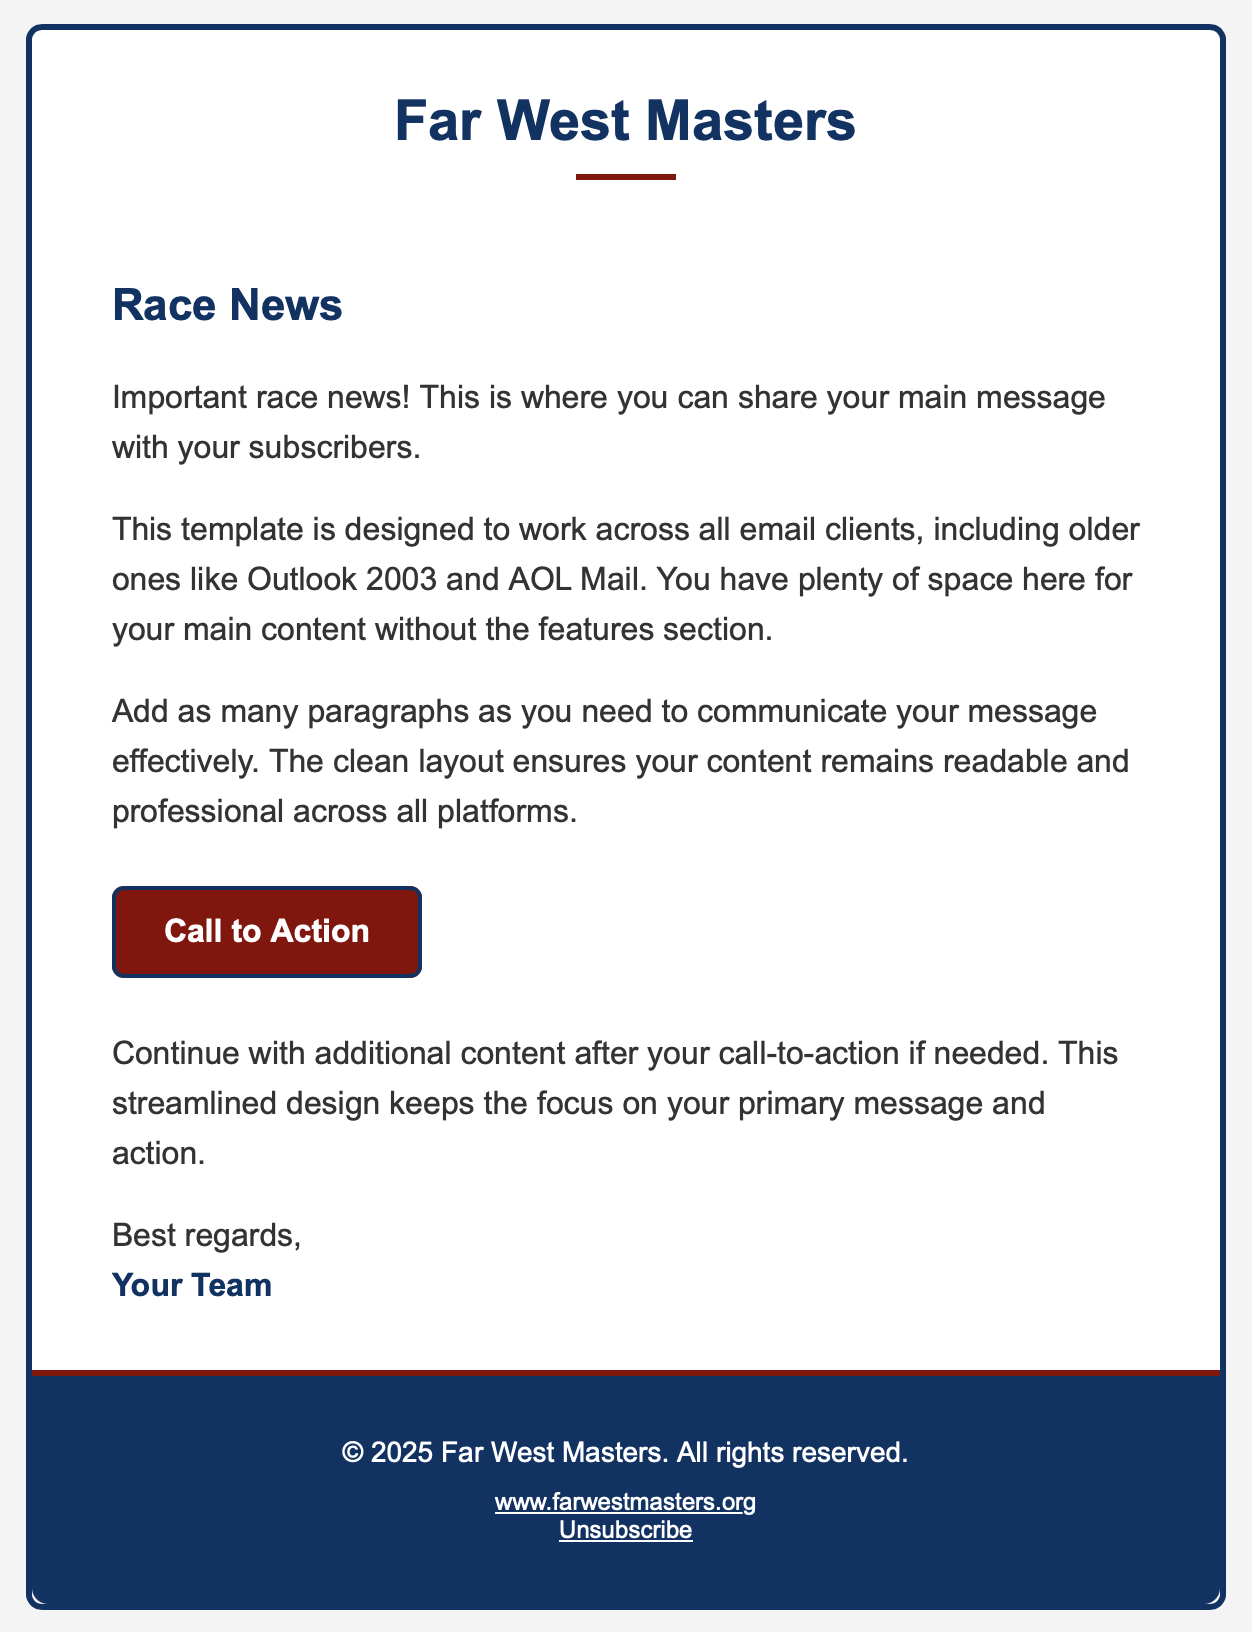 Far West Masters
Race News
Important race news! This is where you can share your main message
with your subscribers.
This template is designed to work across all email clients, including older
ones like Outlook 2003 and AOL Mail. You have plenty of space here for
your main content without the features section.
Add as many paragraphs as you need to communicate your message
effectively. The clean layout ensures your content remains readable and
professional across all platforms.
Call to Action
Continue with additional content after your call-to-action if needed. This
streamlined design keeps the focus on your primary message and
action.
Best regards,
Your Team
© 2025 Far West Masters. All rights reserved.
www.farwestmasters.org
Unsubscribe